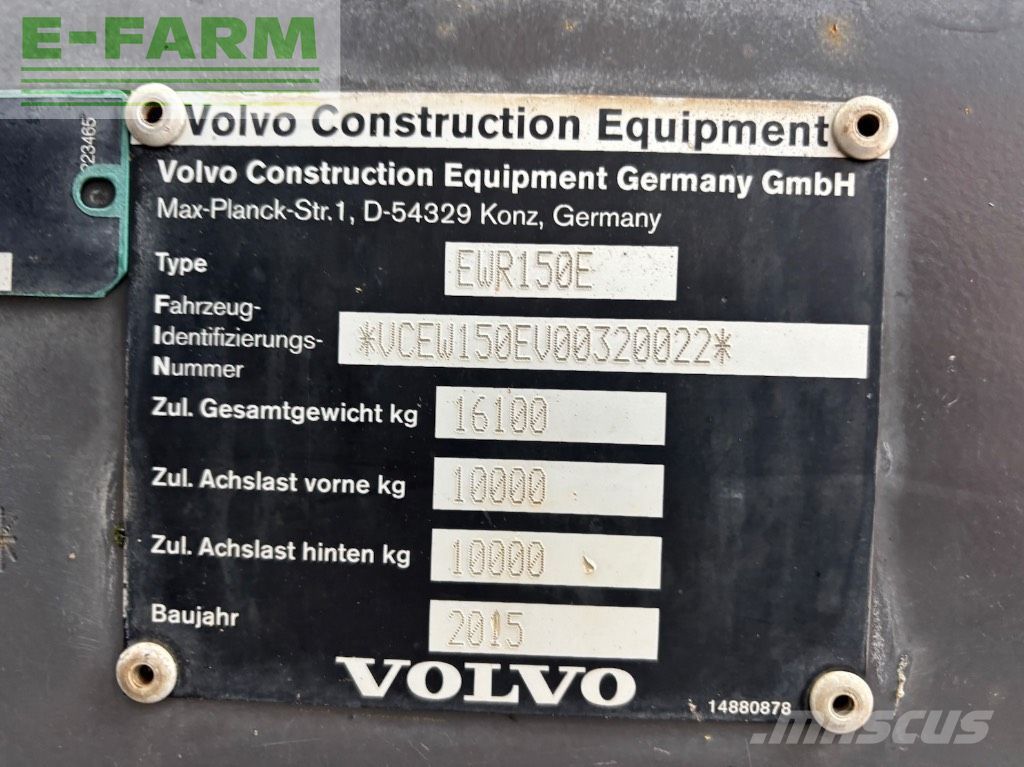 E-FARM
223465
Volvo Construction Equipment
Volvo Construction Equipment Germany GmbH
Max-Planck-Str.1, D-54329 Konz, Germany
Type EWR150E
Fahrzeug-
Identifizierungs- *VCEW150EV00320022*
Nummer
Zul. Gesamtgewicht kg 16100
Zul. Achslast vorne kg 10000
Zul. Achslast hinten kg 10000
Baujahr 2015
VOLVO
14880878
mascus